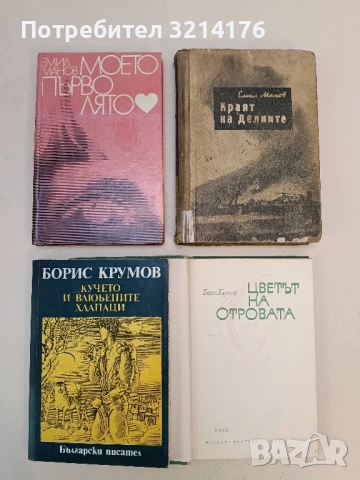 Потребител 3214176
ЕМИЛ
МАНОВ
МОЕТО
ПЪРВО
ЛЯТО
Емил Манов
Краят
на Делиите
БОРИС КРУМОВ
КУЧЕТО
И ВЛЮБЕНИТЕ
ХЛАПАЦИ
Български писател
Борис Крумов
ЦВЕТЪТ
НА
ОТРОВАТА
BAZAR